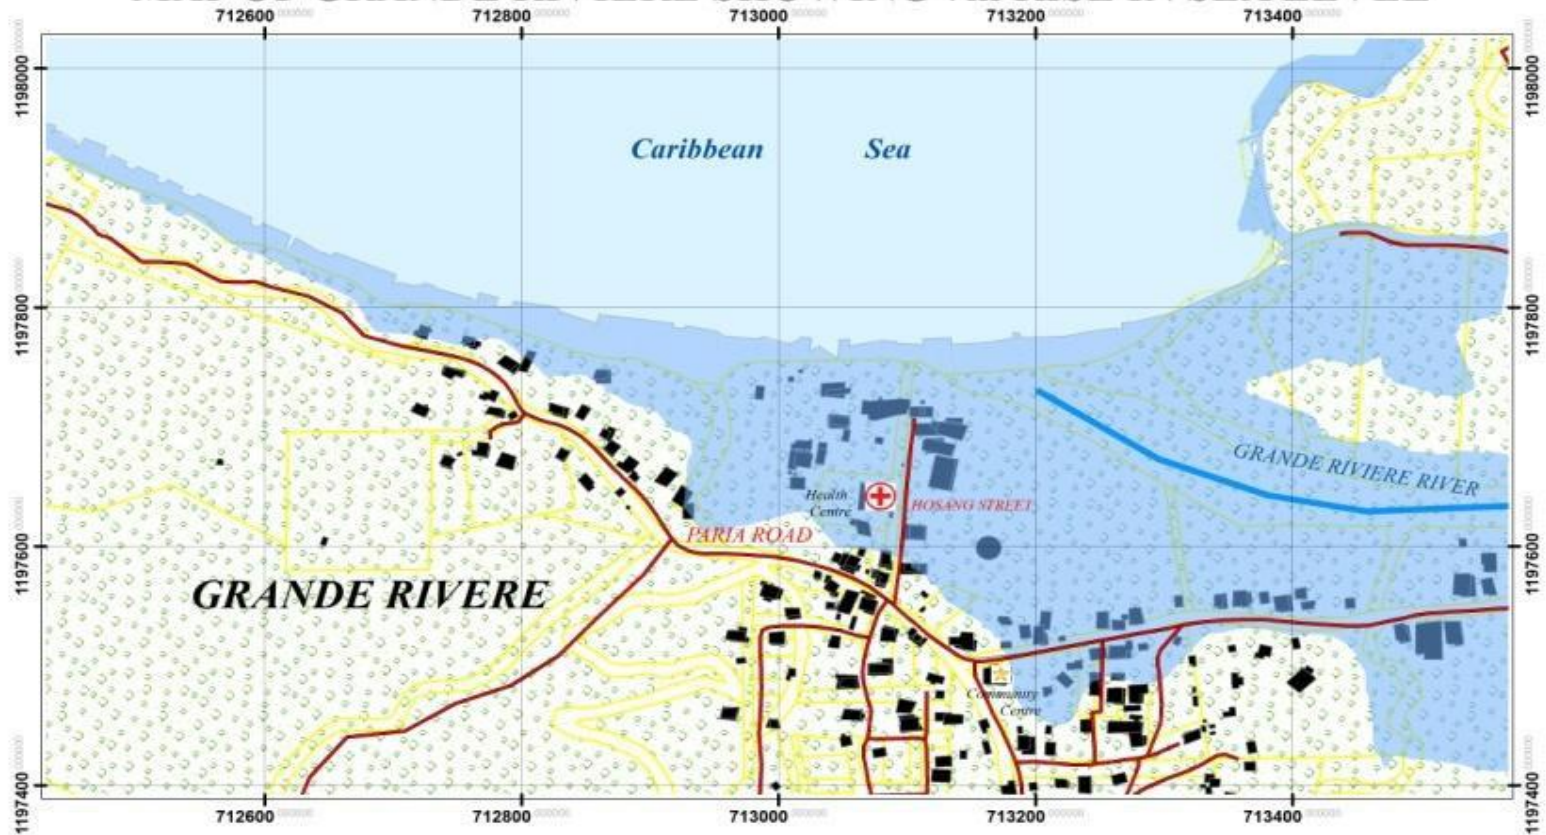 712600 712800 713000 713200 713400
1198000 1198000
Caribbean Sea
1197800 1197800
GRANDE RIVIERE RIVER
Health
Centre
HOSANG STREET
PARIA ROAD
1197600 1197600
GRANDE RIVERE
Community
Centre
1197400 1197400
712600 712800 713000 713200 713400